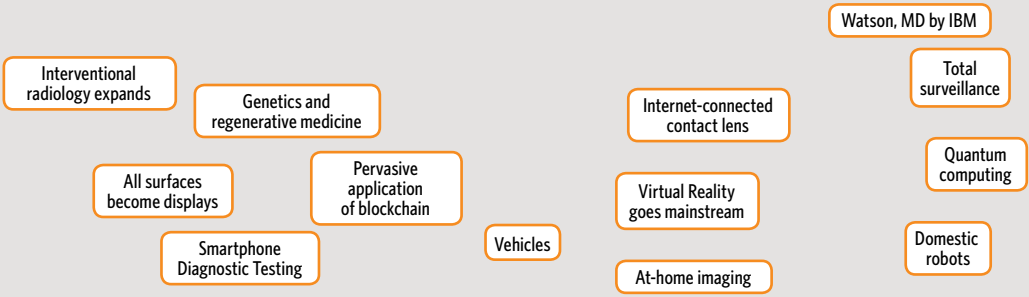 Watson, MD by IBM
Interventional
radiology expands
Total
surveillance
Genetics and
regenerative medicine
Internet-connected
contact lens
Quantum
computing
Pervasive
application
of blockchain
All surfaces
become displays
Virtual Reality
goes mainstream
Vehicles
Domestic
robots
Smartphone
Diagnostic Testing
At-home imaging